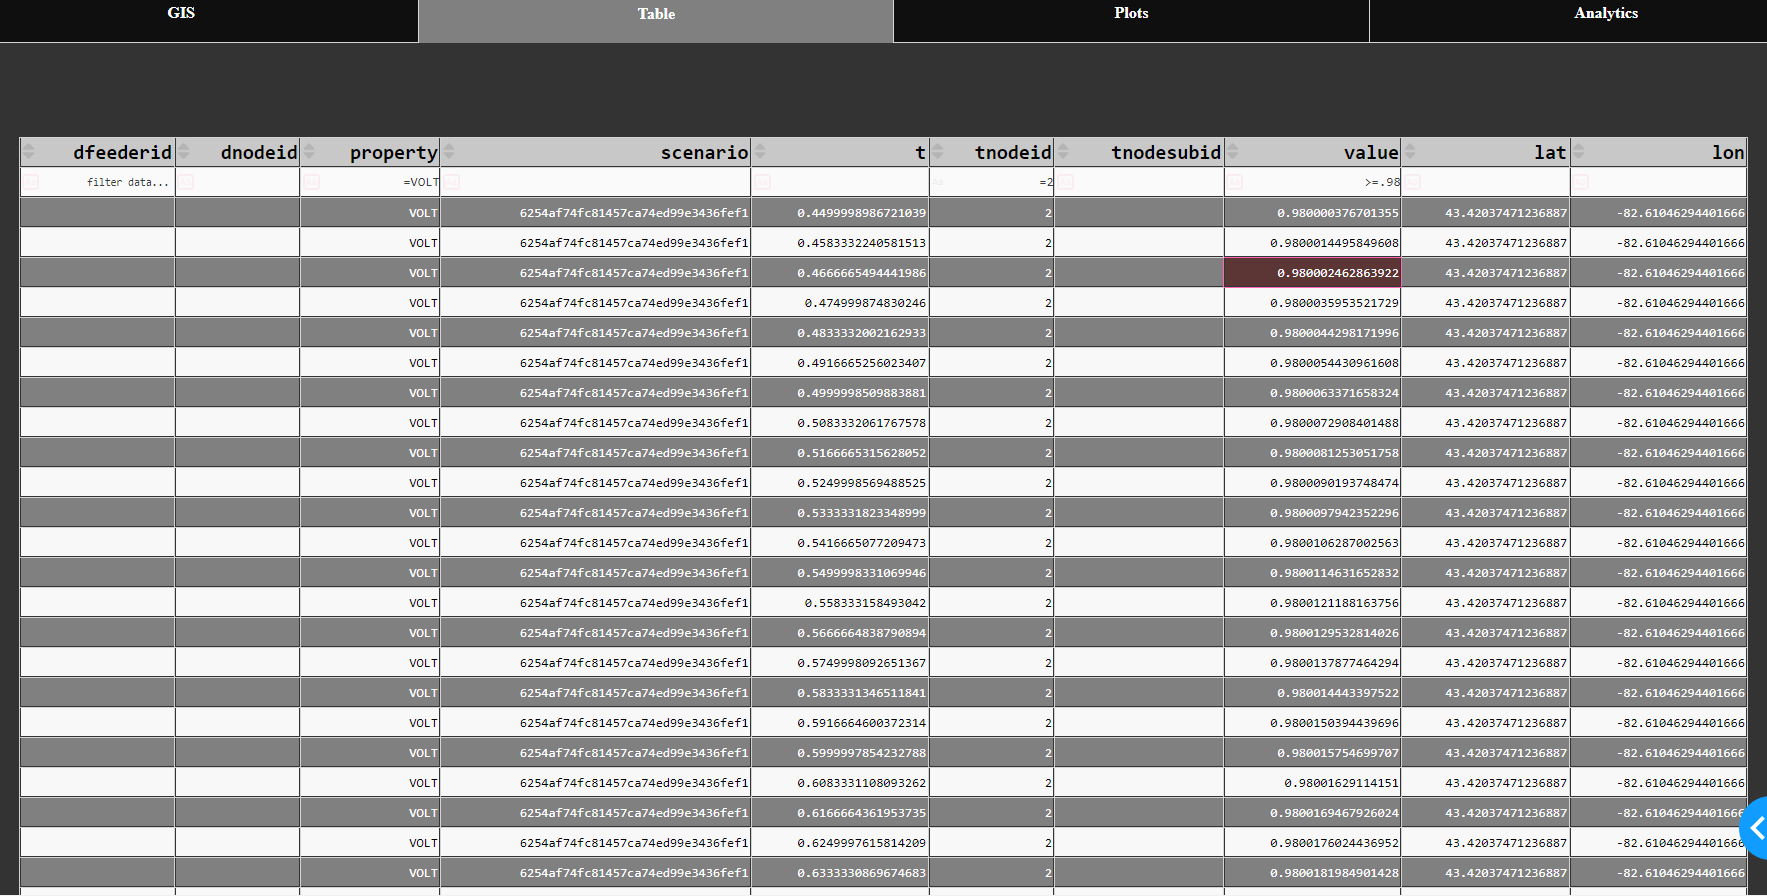 GIS Table Plots Analytics
dfeederid dnodeid property scenario t tnodeid tnodesubid value lat lon
filter data... =VOLT =2 >=.98
VOLT 6254af74fc81457ca74ed99e3436fef1 0.4499998986721039 2 0.980000376701355 43.42037471236887 -82.61046294401666
VOLT 6254af74fc81457ca74ed99e3436fef1 0.4583332240581513 2 0.9800014495849608 43.42037471236887 -82.61046294401666
VOLT 6254af74fc81457ca74ed99e3436fef1 0.4666665494441986 2 0.980002462863922 43.42037471236887 -82.61046294401666
VOLT 6254af74fc81457ca74ed99e3436fef1 0.474999874830246 2 0.9800035953521729 43.42037471236887 -82.61046294401666
VOLT 6254af74fc81457ca74ed99e3436fef1 0.4833332002162933 2 0.9800044298171996 43.42037471236887 -82.61046294401666
VOLT 6254af74fc81457ca74ed99e3436fef1 0.4916665256023407 2 0.9800054430961608 43.42037471236887 -82.61046294401666
VOLT 6254af74fc81457ca74ed99e3436fef1 0.4999998509883881 2 0.9800063371658324 43.42037471236887 -82.61046294401666
VOLT 6254af74fc81457ca74ed99e3436fef1 0.5083332061767578 2 0.9800072908401488 43.42037471236887 -82.61046294401666
VOLT 6254af74fc81457ca74ed99e3436fef1 0.5166665315628052 2 0.9800081253051758 43.42037471236887 -82.61046294401666
VOLT 6254af74fc81457ca74ed99e3436fef1 0.5249998569488525 2 0.9800090193748474 43.42037471236887 -82.61046294401666
VOLT 6254af74fc81457ca74ed99e3436fef1 0.5333331823348999 2 0.9800097942352296 43.42037471236887 -82.61046294401666
VOLT 6254af74fc81457ca74ed99e3436fef1 0.5416665077209473 2 0.9800106287002563 43.42037471236887 -82.61046294401666
VOLT 6254af74fc81457ca74ed99e3436fef1 0.5499998331069946 2 0.9800114631652832 43.42037471236887 -82.61046294401666
VOLT 6254af74fc81457ca74ed99e3436fef1 0.558333158493042 2 0.9800121188163756 43.42037471236887 -82.61046294401666
VOLT 6254af74fc81457ca74ed99e3436fef1 0.5666664838790894 2 0.9800129532814026 43.42037471236887 -82.61046294401666
VOLT 6254af74fc81457ca74ed99e3436fef1 0.5749998092651367 2 0.9800137877464294 43.42037471236887 -82.61046294401666
VOLT 6254af74fc81457ca74ed99e3436fef1 0.5833331346511841 2 0.980014443397522 43.42037471236887 -82.61046294401666
VOLT 6254af74fc81457ca74ed99e3436fef1 0.5916664600372314 2 0.9800150394439696 43.42037471236887 -82.61046294401666
VOLT 6254af74fc81457ca74ed99e3436fef1 0.5999997854232788 2 0.980015754699707 43.42037471236887 -82.61046294401666
VOLT 6254af74fc81457ca74ed99e3436fef1 0.6083331108093262 2 0.98001629114151 43.42037471236887 -82.61046294401666
VOLT 6254af74fc81457ca74ed99e3436fef1 0.6166664361953735 2 0.9800169467926024 43.42037471236887 -82.61046294401666
VOLT 6254af74fc81457ca74ed99e3436fef1 0.6249997615814209 2 0.9800176024436952 43.42037471236887 -82.61046294401666
VOLT 6254af74fc81457ca74ed99e3436fef1 0.6333330869674683 2 0.9800181984901428 43.42037471236887 -82.61046294401666